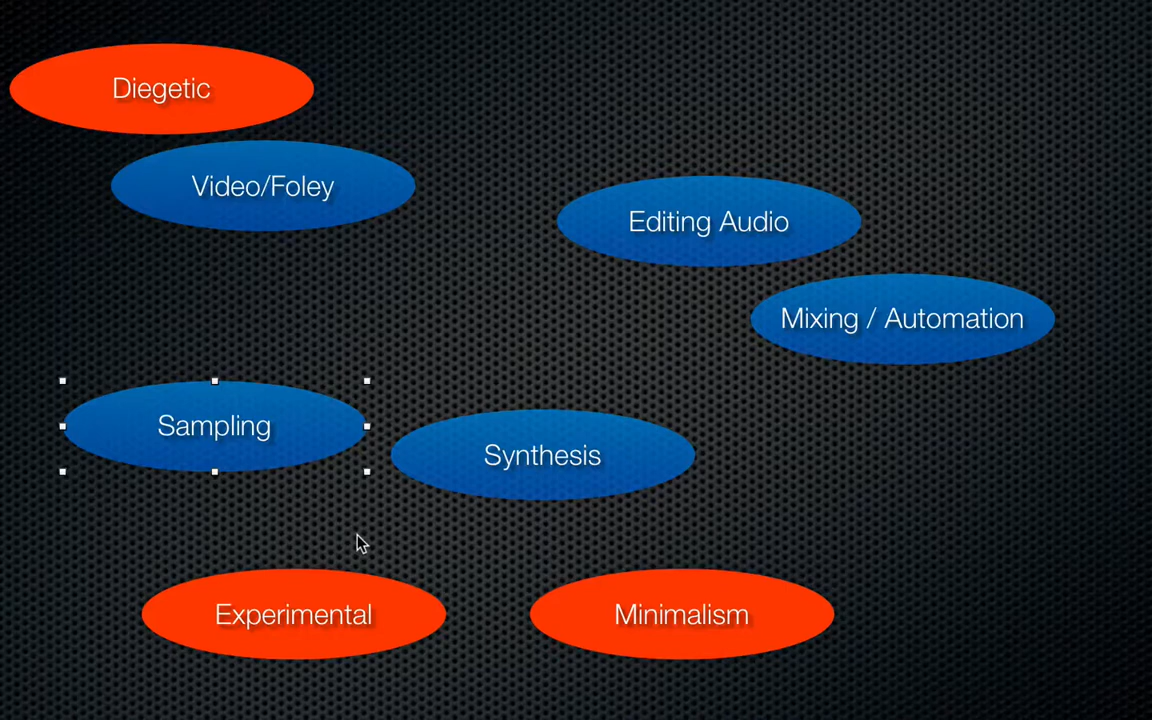 Diegetic
Video/Foley
Editing Audio
Mixing / Automation
Sampling
Synthesis
Experimental
Minimalism